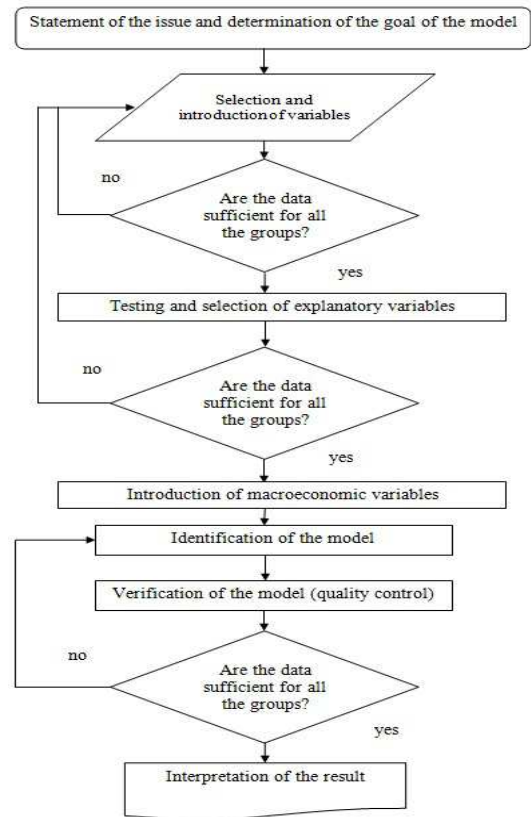 Statement of the issue and determination of the goal of the model
Selection and
introduction of variables
no
Are the data
sufficient for all
the groups?
yes
Testing and selection of explanatory variables
no
Are the data
sufficient for all
the groups?
yes
Introduction of macroeconomic variables
Identification of the model
Verification of the model (quality control)
no
Are the data
sufficient for all
the groups?
yes
Interpretation of the result